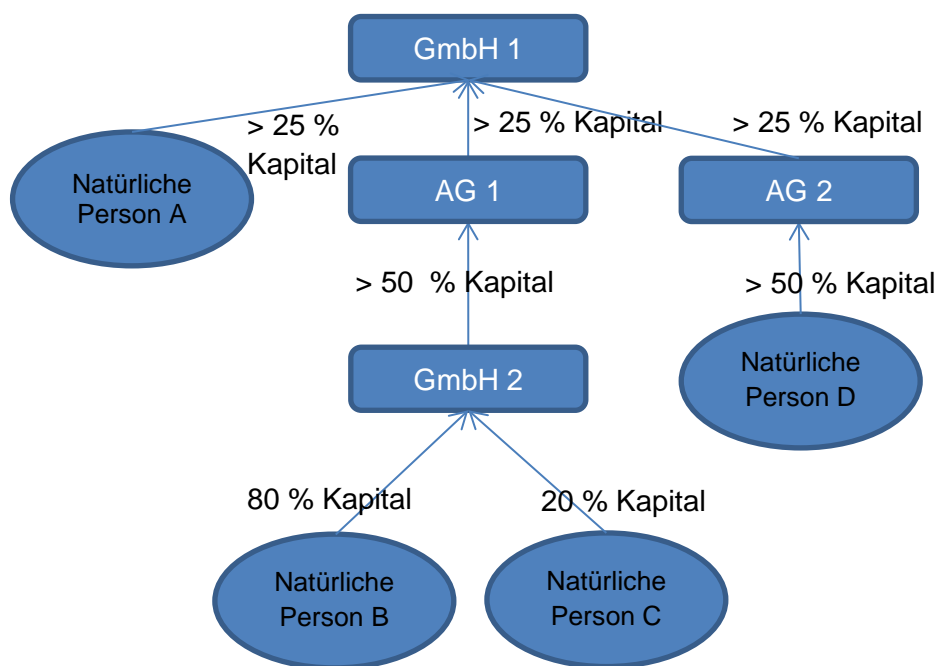 GmbH 1
> 25 %
Kapital
> 25 % Kapital
> 25 % Kapital
Natürliche
Person A
AG 1
AG 2
> 50  % Kapital
> 50 % Kapital
GmbH 2
Natürliche
Person D
80 % Kapital
20 % Kapital
Natürliche
Person B
Natürliche
Person C